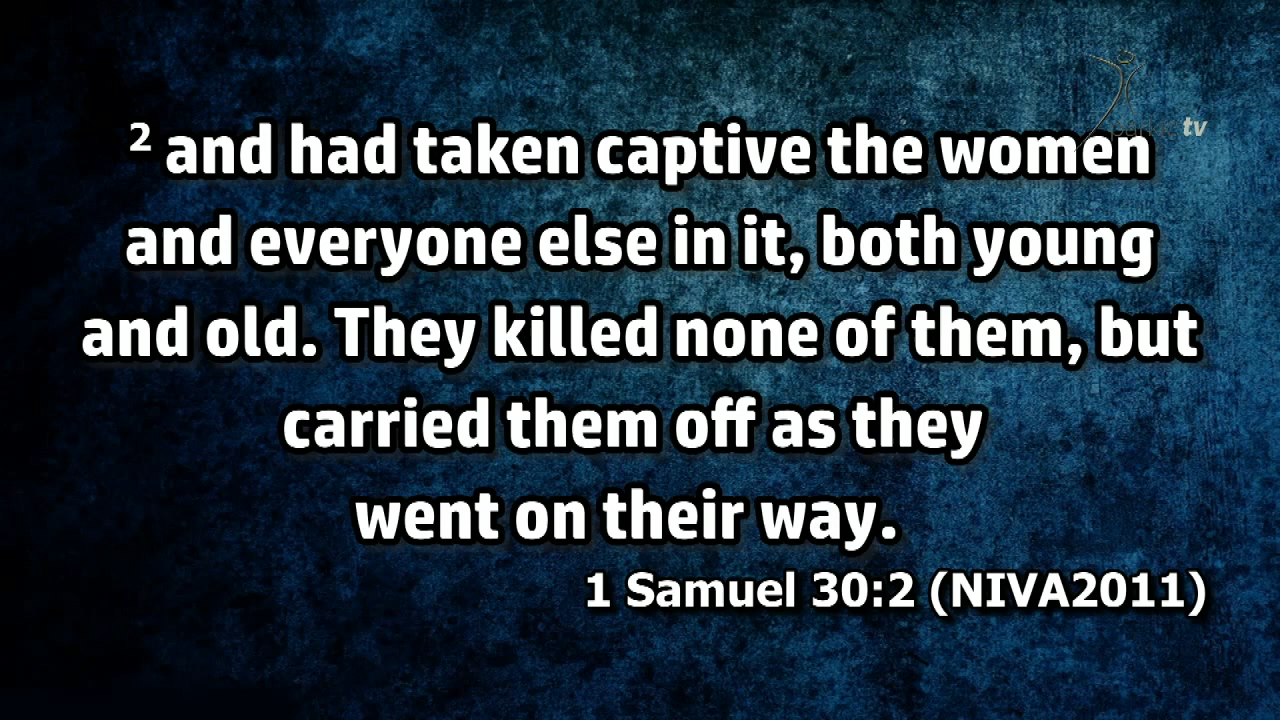 tv
² and had taken captive the women
and everyone else in it, both young
and old. They killed none of them, but
carried them off as they
went on their way.
1 Samuel 30:2 (NIVA2011)